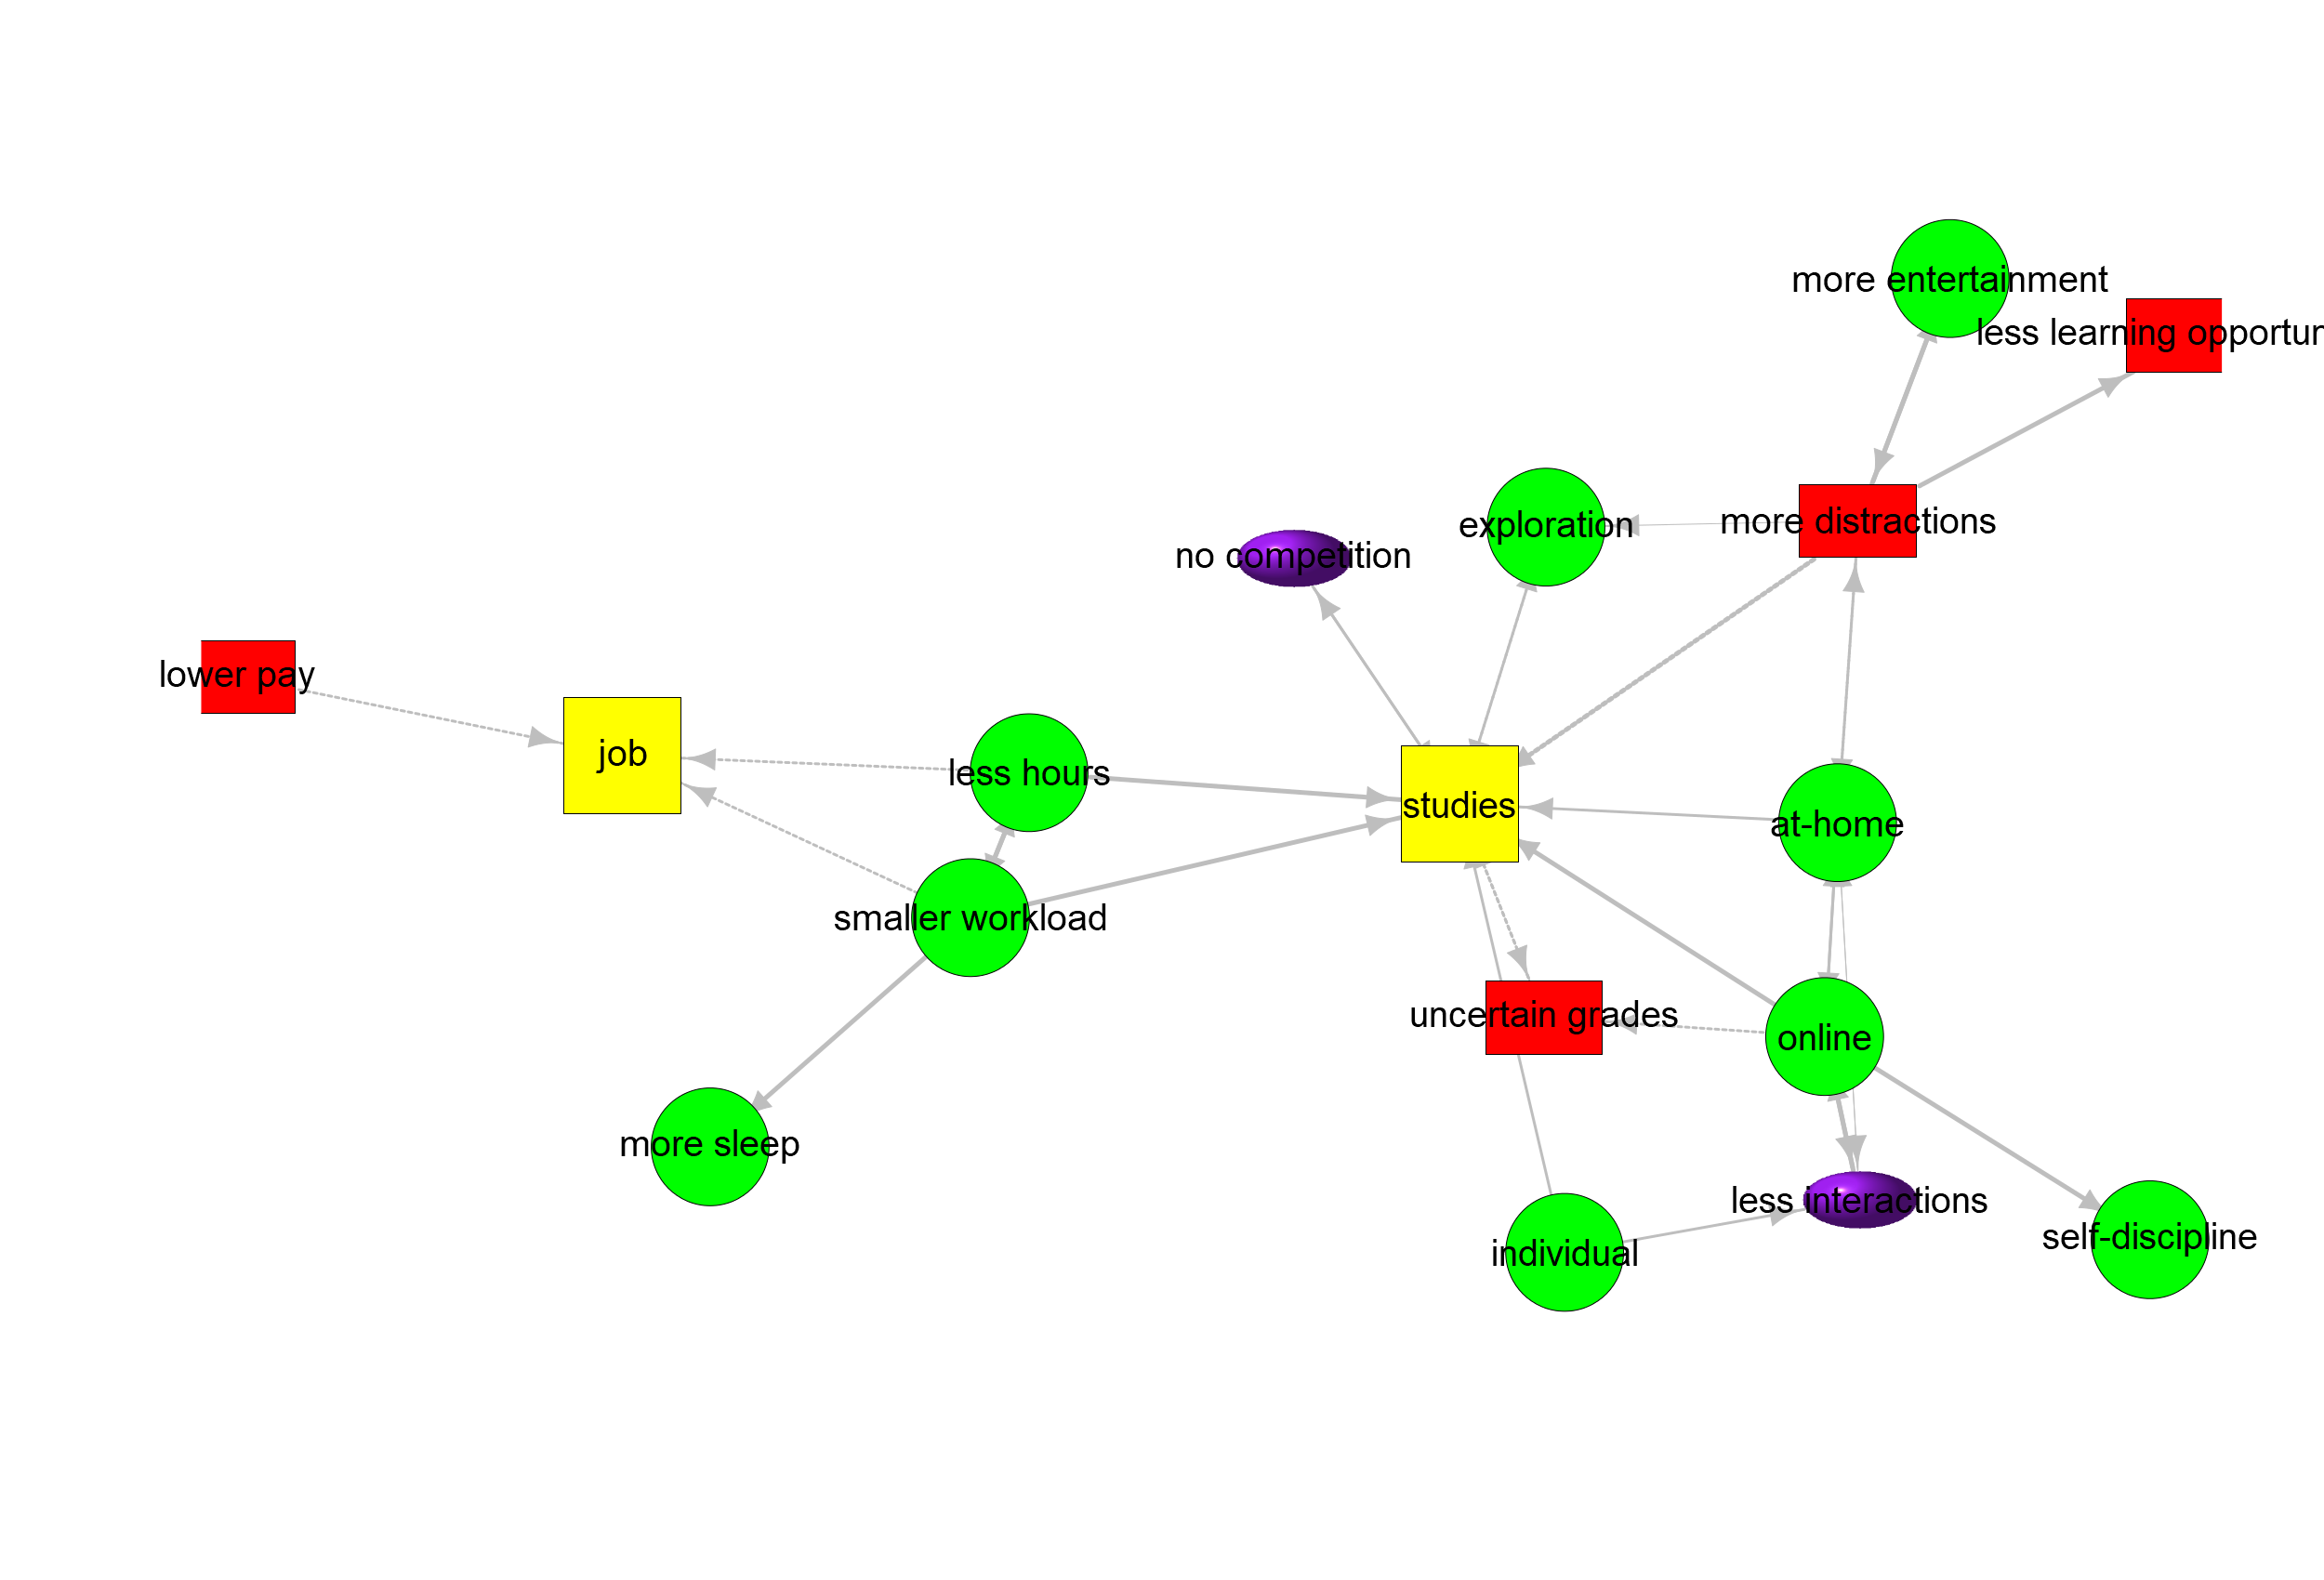 more entertainment
less learning opportun
exploration
more distractions
no competition
lower pay
job
less hours
studies
at-home
smaller workload
uncertain grades
online
more sleep
less interactions
individual
self-discipline